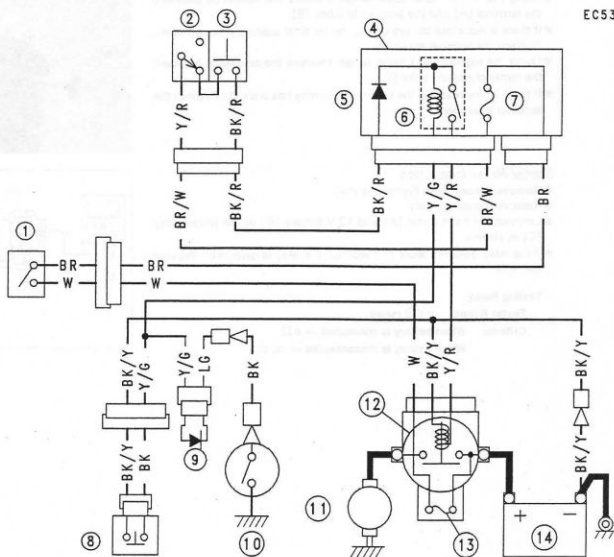 EC53
② ③ ④
⑤ ⑥ ⑦
Y/R BK/R
BK/R Y/G Y/R BR/W BR
BR/W BK/R
①
BR BR
W W
BK/Y Y/G Y/G LG BK W BK/Y Y/R BK/Y
⑫
BK/Y BK ⑨ BK/Y
⑪
+ −
⑧ ⑩ ⑬ ⑭